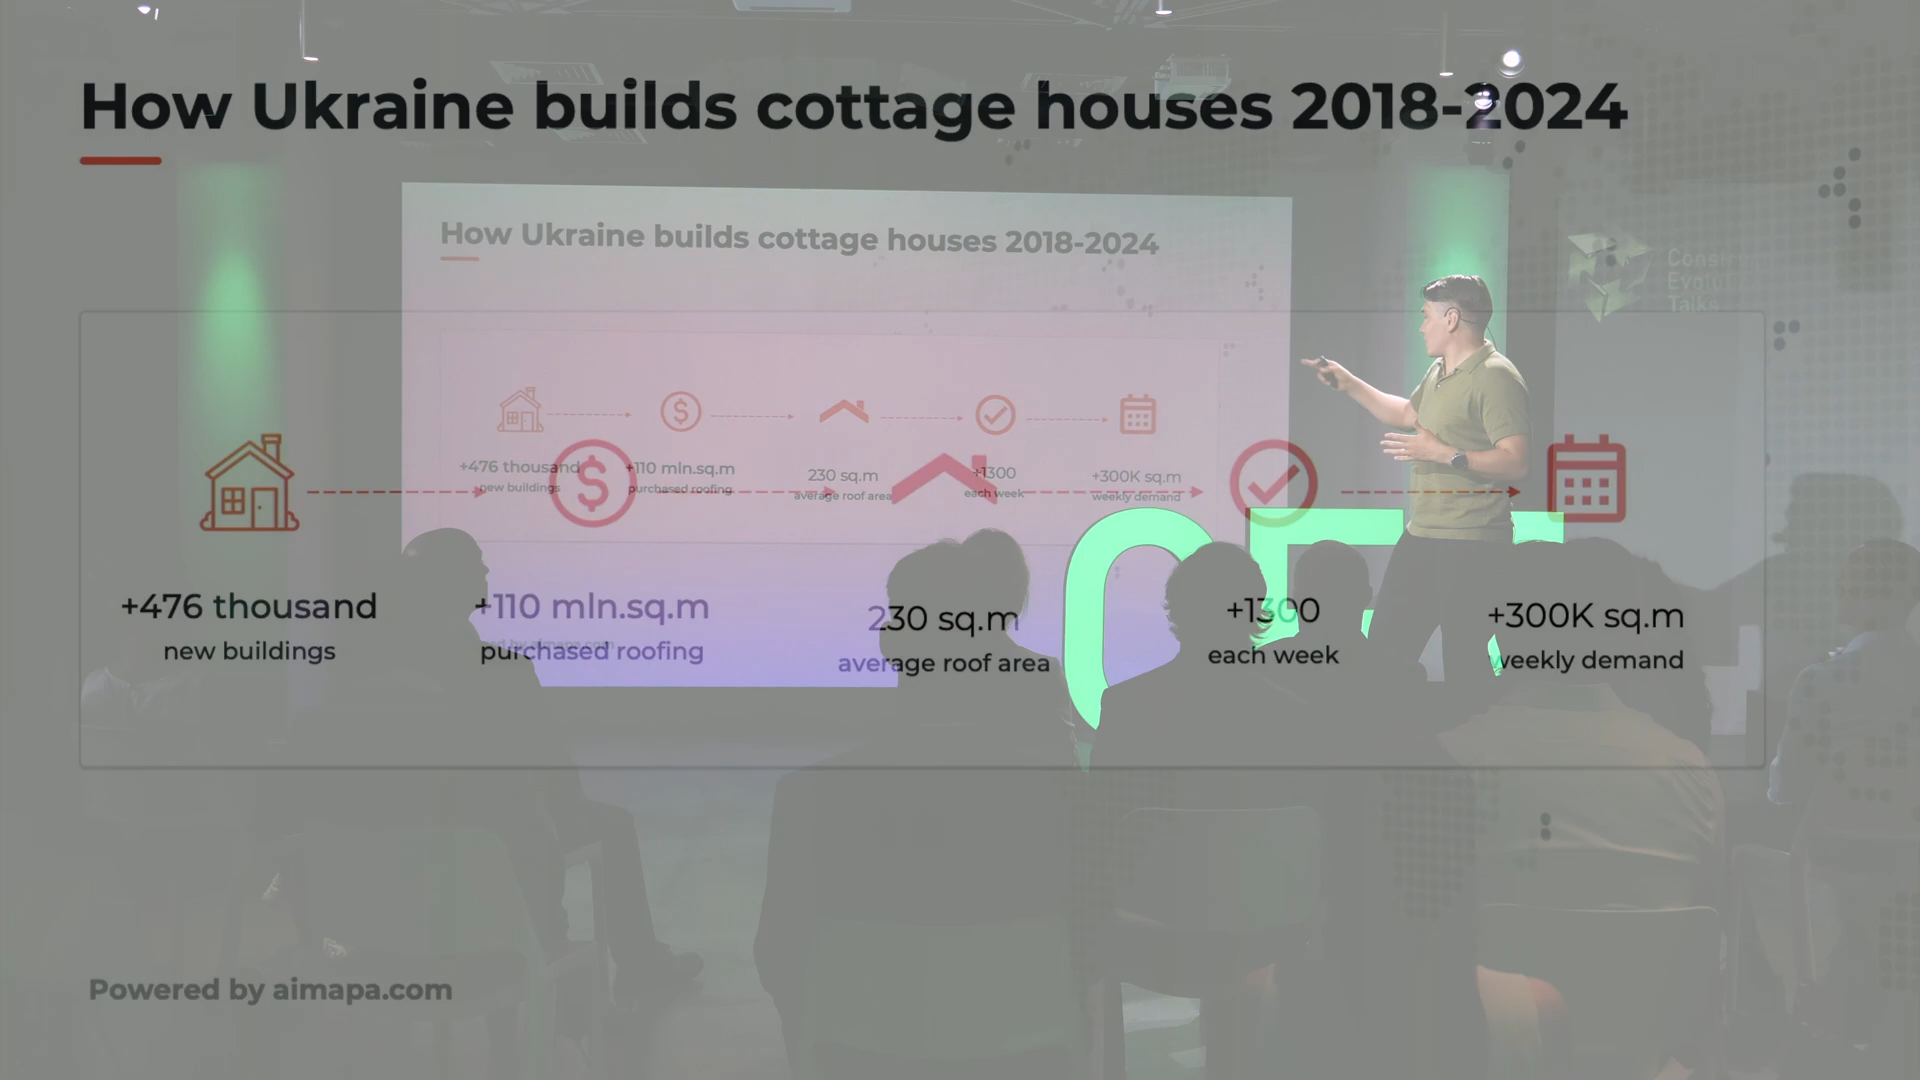 How Ukraine builds cottage houses 2018-2024
+476 thousand
new buildings
+110 mln.sq.m
purchased roofing
230 sq.m
average roof area
+1300
each week
+300K sq.m
weekly demand
Powered by aimapa.com
How Ukraine builds cottage houses 2018-2024
+476 thousand
new buildings
+110 mln.sq.m
purchased roofing
230 sq.m
average roof area
+1300
each week
+300K sq.m
weekly demand
Talks